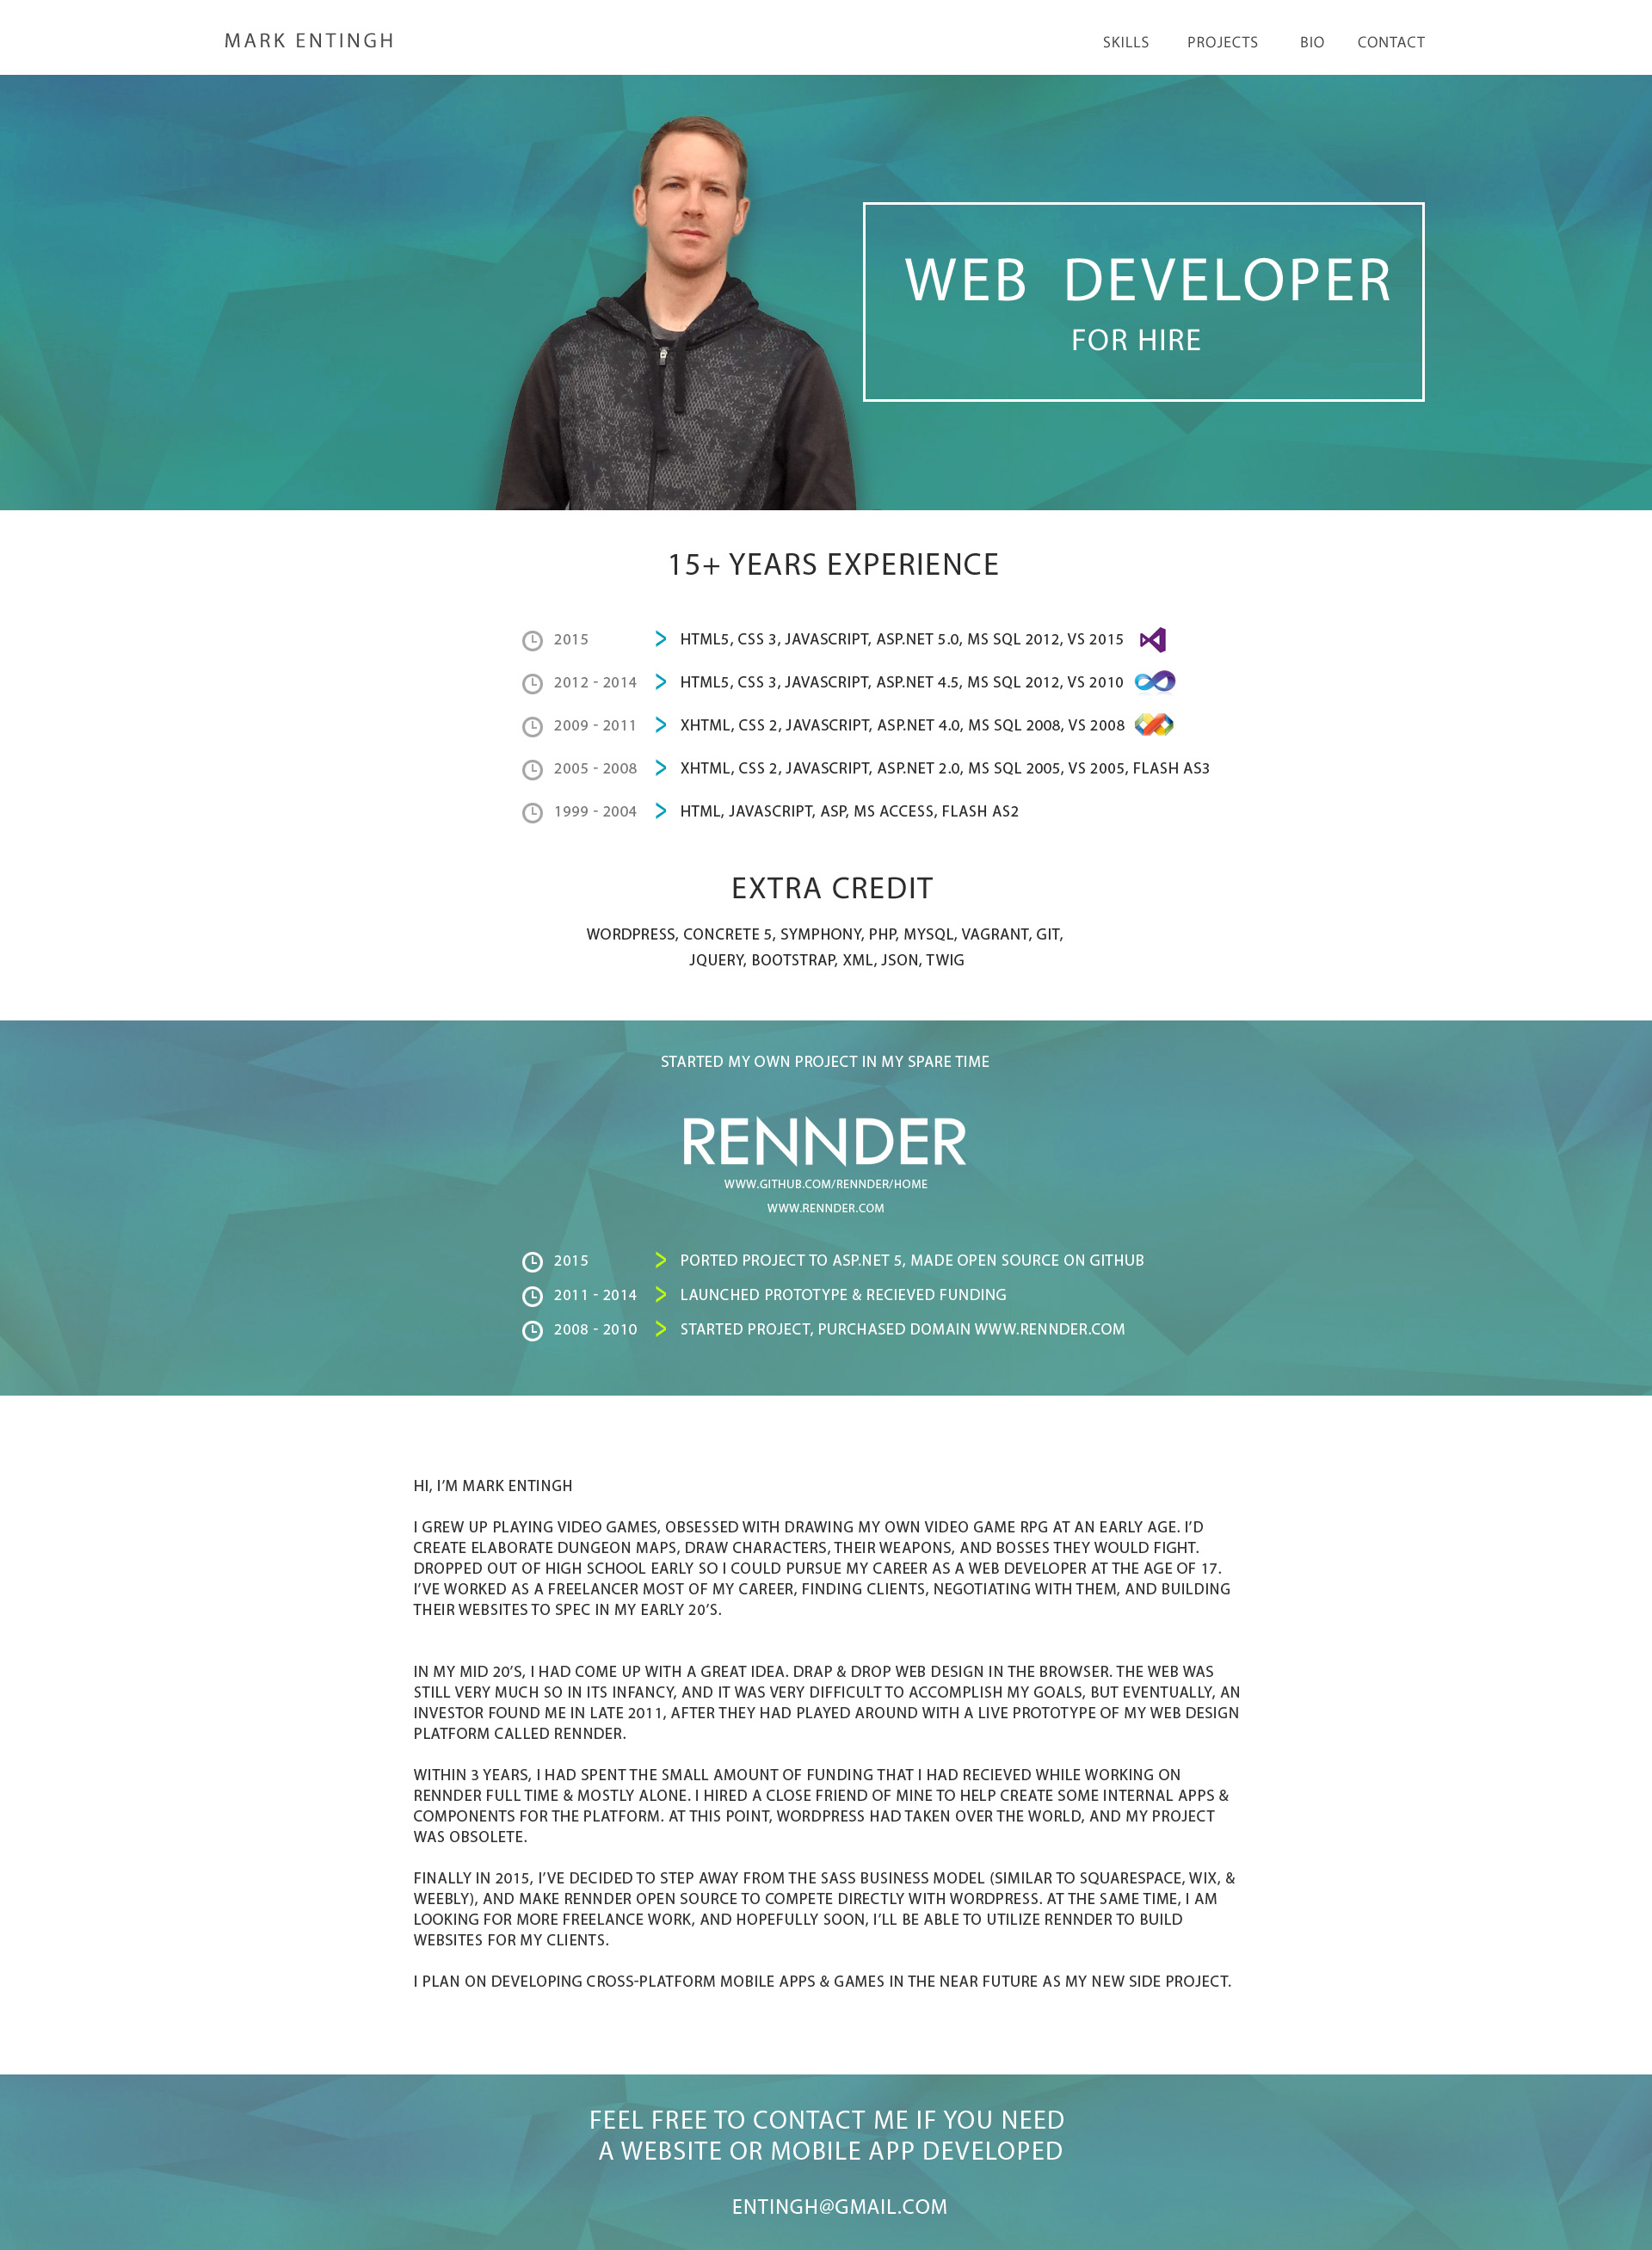 MARK ENTINGH
SKILLS PROJECTS BIO CONTACT
WEB DEVELOPER
FOR HIRE
15+ YEARS EXPERIENCE
2015 > HTML5, CSS 3, JAVASCRIPT, ASP.NET 5.0, MS SQL 2012, VS 2015
2012 - 2014 > HTML5, CSS 3, JAVASCRIPT, ASP.NET 4.5, MS SQL 2012, VS 2010
2009 - 2011 > XHTML, CSS 2, JAVASCRIPT, ASP.NET 4.0, MS SQL 2008, VS 2008
2005 - 2008 > XHTML, CSS 2, JAVASCRIPT, ASP.NET 2.0, MS SQL 2005, VS 2005, FLASH AS3
1999 - 2004 > HTML, JAVASCRIPT, ASP, MS ACCESS, FLASH AS2
EXTRA CREDIT
WORDPRESS, CONCRETE 5, SYMPHONY, PHP, MYSQL, VAGRANT, GIT,
JQUERY, BOOTSTRAP, XML, JSON, TWIG
STARTED MY OWN PROJECT IN MY SPARE TIME
RENNDER
WWW.GITHUB.COM/RENNDER/HOME
WWW.RENNDER.COM
2015 > PORTED PROJECT TO ASP.NET 5, MADE OPEN SOURCE ON GITHUB
2011 - 2014 > LAUNCHED PROTOTYPE & RECIEVED FUNDING
2008 - 2010 > STARTED PROJECT, PURCHASED DOMAIN WWW.RENNDER.COM
HI, I'M MARK ENTINGH
I GREW UP PLAYING VIDEO GAMES, OBSESSED WITH DRAWING MY OWN VIDEO GAME RPG AT AN EARLY AGE. I'D
CREATE ELABORATE DUNGEON MAPS, DRAW CHARACTERS, THEIR WEAPONS, AND BOSSES THEY WOULD FIGHT.
DROPPED OUT OF HIGH SCHOOL EARLY SO I COULD PURSUE MY CAREER AS A WEB DEVELOPER AT THE AGE OF 17.
I'VE WORKED AS A FREELANCER MOST OF MY CAREER, FINDING CLIENTS, NEGOTIATING WITH THEM, AND BUILDING
THEIR WEBSITES TO SPEC IN MY EARLY 20'S.
IN MY MID 20'S, I HAD COME UP WITH A GREAT IDEA. DRAP & DROP WEB DESIGN IN THE BROWSER. THE WEB WAS
STILL VERY MUCH SO IN ITS INFANCY, AND IT WAS VERY DIFFICULT TO ACCOMPLISH MY GOALS, BUT EVENTUALLY, AN
INVESTOR FOUND ME IN LATE 2011, AFTER THEY HAD PLAYED AROUND WITH A LIVE PROTOTYPE OF MY WEB DESIGN
PLATFORM CALLED RENNDER.
WITHIN 3 YEARS, I HAD SPENT THE SMALL AMOUNT OF FUNDING THAT I HAD RECIEVED WHILE WORKING ON
RENNDER FULL TIME & MOSTLY ALONE. I HIRED A CLOSE FRIEND OF MINE TO HELP CREATE SOME INTERNAL APPS &
COMPONENTS FOR THE PLATFORM. AT THIS POINT, WORDPRESS HAD TAKEN OVER THE WORLD, AND MY PROJECT
WAS OBSOLETE.
FINALLY IN 2015, I'VE DECIDED TO STEP AWAY FROM THE SASS BUSINESS MODEL (SIMILAR TO SQUARESPACE, WIX, &
WEEBLY), AND MAKE RENNDER OPEN SOURCE TO COMPETE DIRECTLY WITH WORDPRESS. AT THE SAME TIME, I AM
LOOKING FOR MORE FREELANCE WORK, AND HOPEFULLY SOON, I'LL BE ABLE TO UTILIZE RENNDER TO BUILD
WEBSITES FOR MY CLIENTS.
I PLAN ON DEVELOPING CROSS-PLATFORM MOBILE APPS & GAMES IN THE NEAR FUTURE AS MY NEW SIDE PROJECT.
FEEL FREE TO CONTACT ME IF YOU NEED
A WEBSITE OR MOBILE APP DEVELOPED
ENTINGH@GMAIL.COM